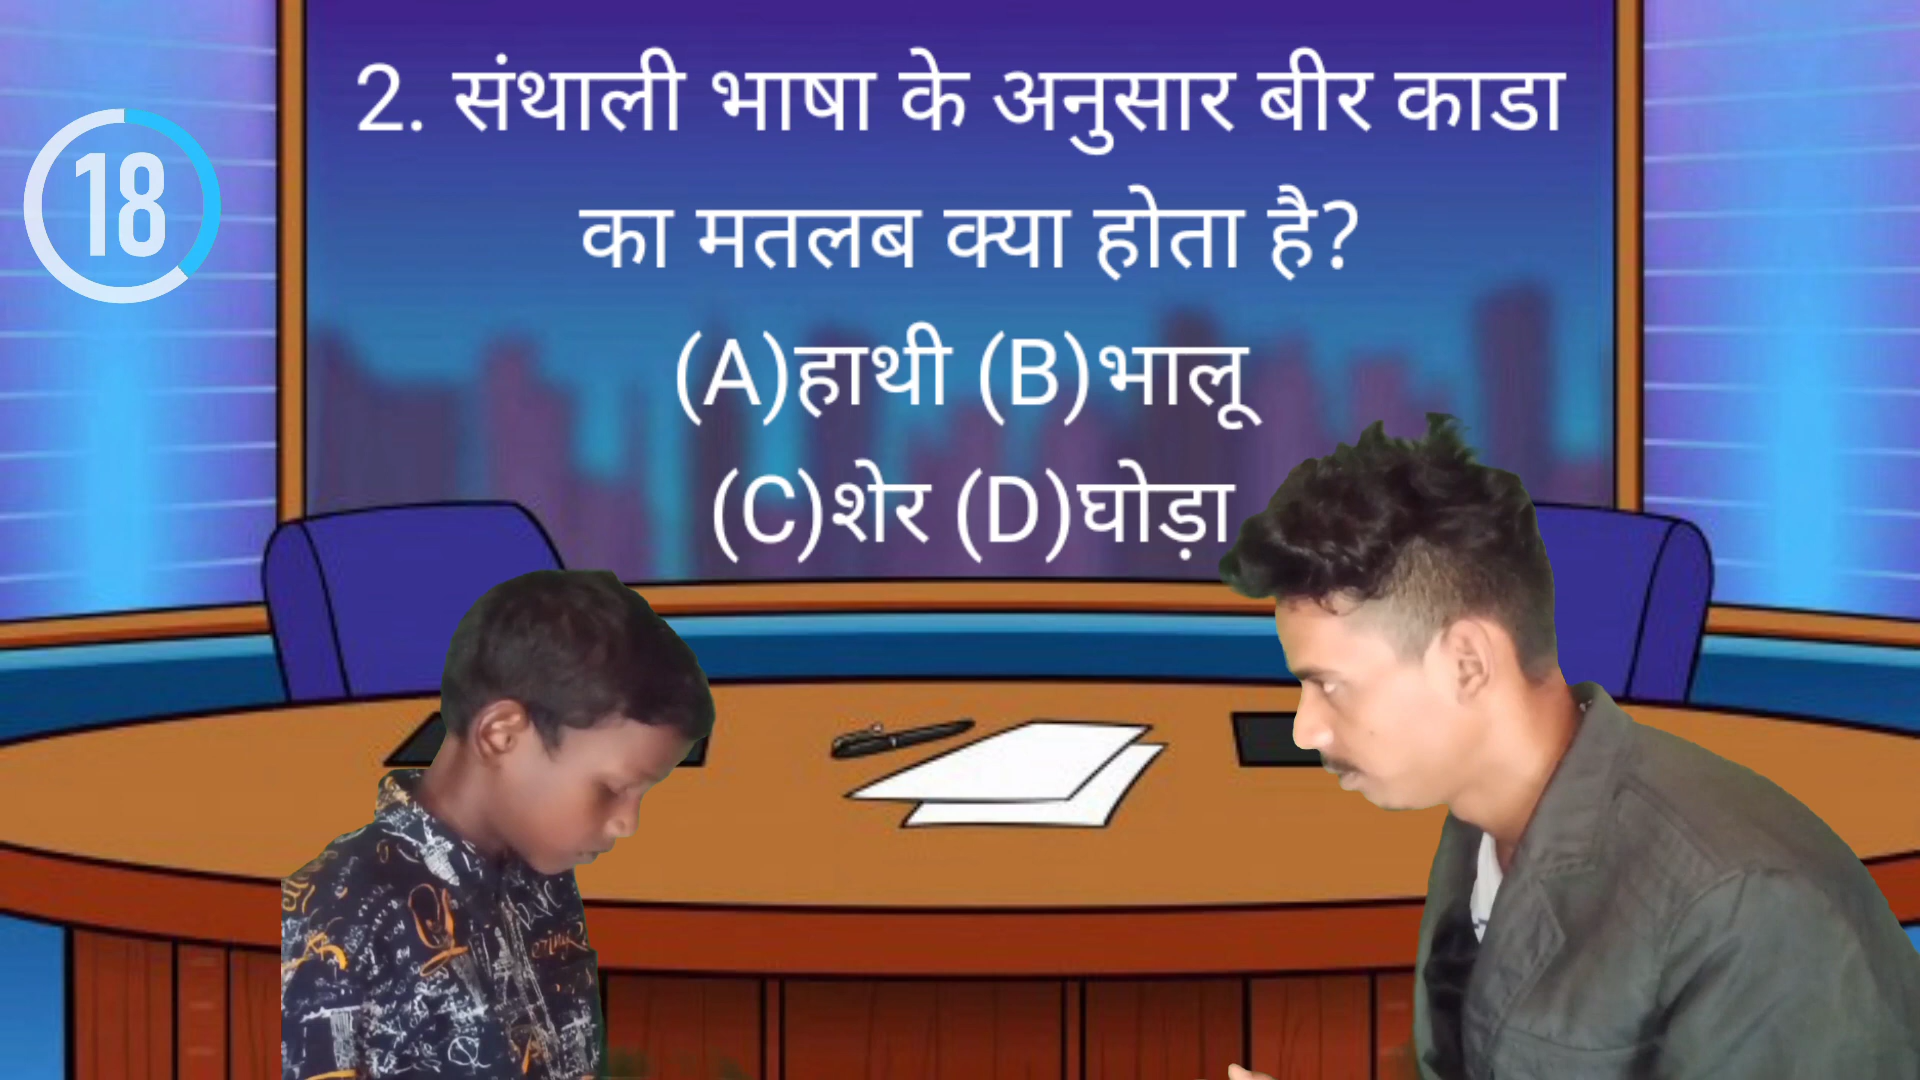 18
2. संथाली भाषा के अनुसार बीर काडा
का मतलब क्या होता है?
(A)हाथी (B)भालू
(C)शेर (D)घोड़ा